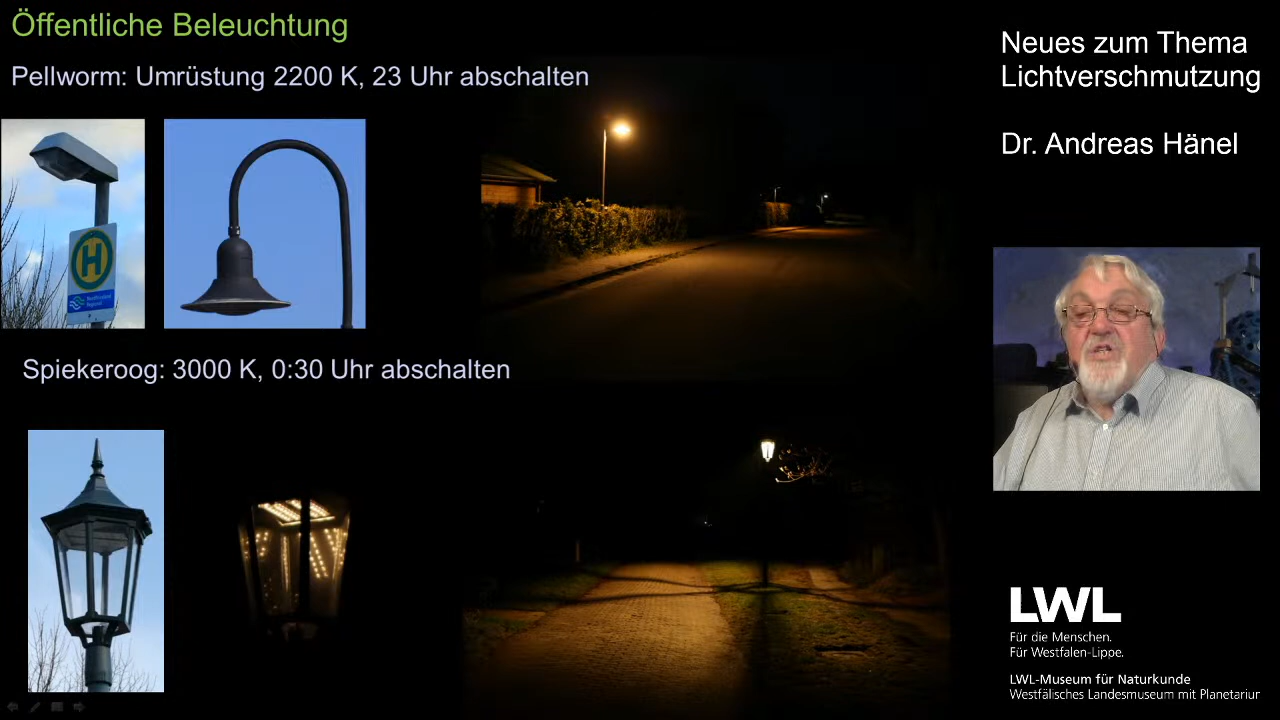 Öffentliche Beleuchtung
Pellworm: Umrüstung 2200 K, 23 Uhr abschalten
H
Spiekeroog: 3000 K, 0:30 Uhr abschalten
Neues zum Thema
Lichtverschmutzung
Dr. Andreas Hänel
LWL
Für die Menschen.
Für Westfalen-Lippe.
LWL-Museum für Naturkunde
Westfälisches Landesmuseum mit Planetarium